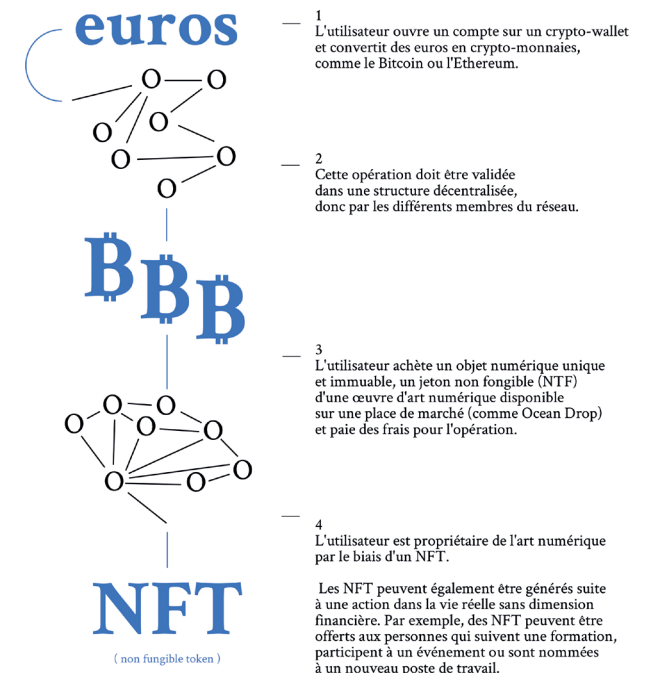 euros
1
L'utilisateur ouvre un compte sur un crypto-wallet
et convertit des euros en crypto-monnaies,
comme le Bitcoin ou l'Ethereum.
2
Cette opération doit être validée
dans une structure décentralisée,
donc par les différents membres du réseau.
₿₿₿
3
L'utilisateur achète un objet numérique unique
et immuable, un jeton non fongible (NTF)
d'une œuvre d'art numérique disponible
sur une place de marché (comme Ocean Drop)
et paie des frais pour l'opération.
4
L'utilisateur est propriétaire de l'art numérique
par le biais d'un NFT.
Les NFT peuvent également être générés suite
à une action dans la vie réelle sans dimension
financière. Par exemple, des NFT peuvent être
offerts aux personnes qui suivent une formation,
participent à un événement ou sont nommées
à un nouveau poste de travail.
NFT
( non fungible token )